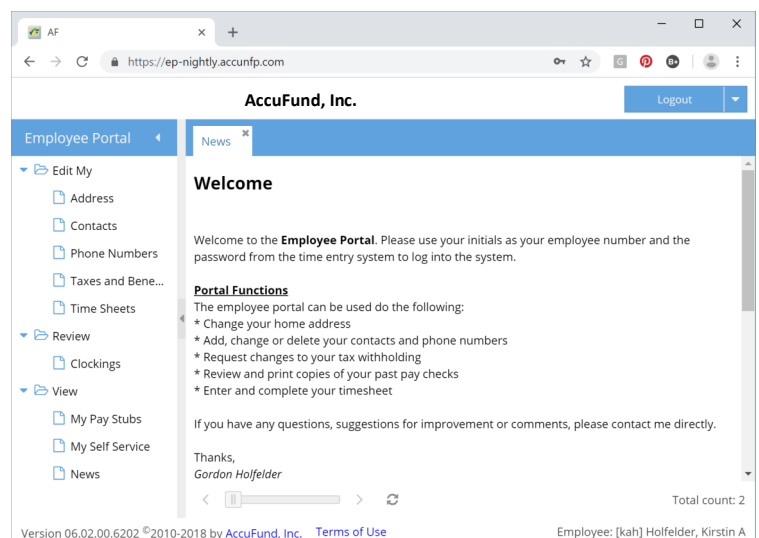 AF
https://ep-nightly.accunfp.com
AccuFund, Inc.
Logout
Employee Portal
News
Edit My
Address
Contacts
Phone Numbers
Taxes and Bene...
Time Sheets
Review
Clockings
View
My Pay Stubs
My Self Service
News
Welcome
Welcome to the Employee Portal. Please use your initials as your employee number and the
password from the time entry system to log into the system.
Portal Functions
The employee portal can be used do the following:
* Change your home address
* Add, change or delete your contacts and phone numbers
* Request changes to your tax withholding
* Review and print copies of your past pay checks
* Enter and complete your timesheet
If you have any questions, suggestions for improvement or comments, please contact me directly.
Thanks,
Gordon Holfelder
Total count: 2
Version 06.02.00.6202 ©2010-2018 by AccuFund, Inc. Terms of Use
Employee: [kah] Holfelder, Kirstin A